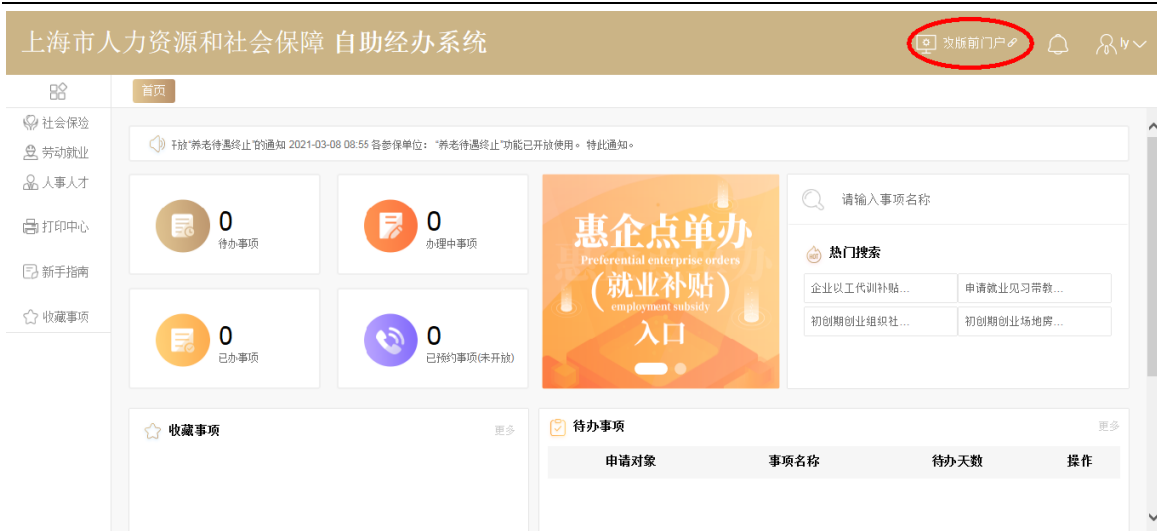 上海市人力资源和社会保障 自助经办系统
改版前门户
ly
首页
社会保险
劳动就业
人事人才
打印中心
新手指南
收藏事项
开放“养老待遇终止”的通知 2021-03-08 08:55 各参保单位： “养老待遇终止”功能已开放使用。 特此通知。
0
待办事项
0
办理中事项
0
已办事项
0
已预约事项(未开放)
惠企点单办
Preferential enterprise orders
(就业补贴)
employment subsidy
入口
请输入事项名称
热门搜索
企业以工代训补贴...
申请就业见习带教...
初创期创业组织社...
初创期创业场地房...
收藏事项
更多
待办事项
更多
申请对象 事项名称 待办天数 操作